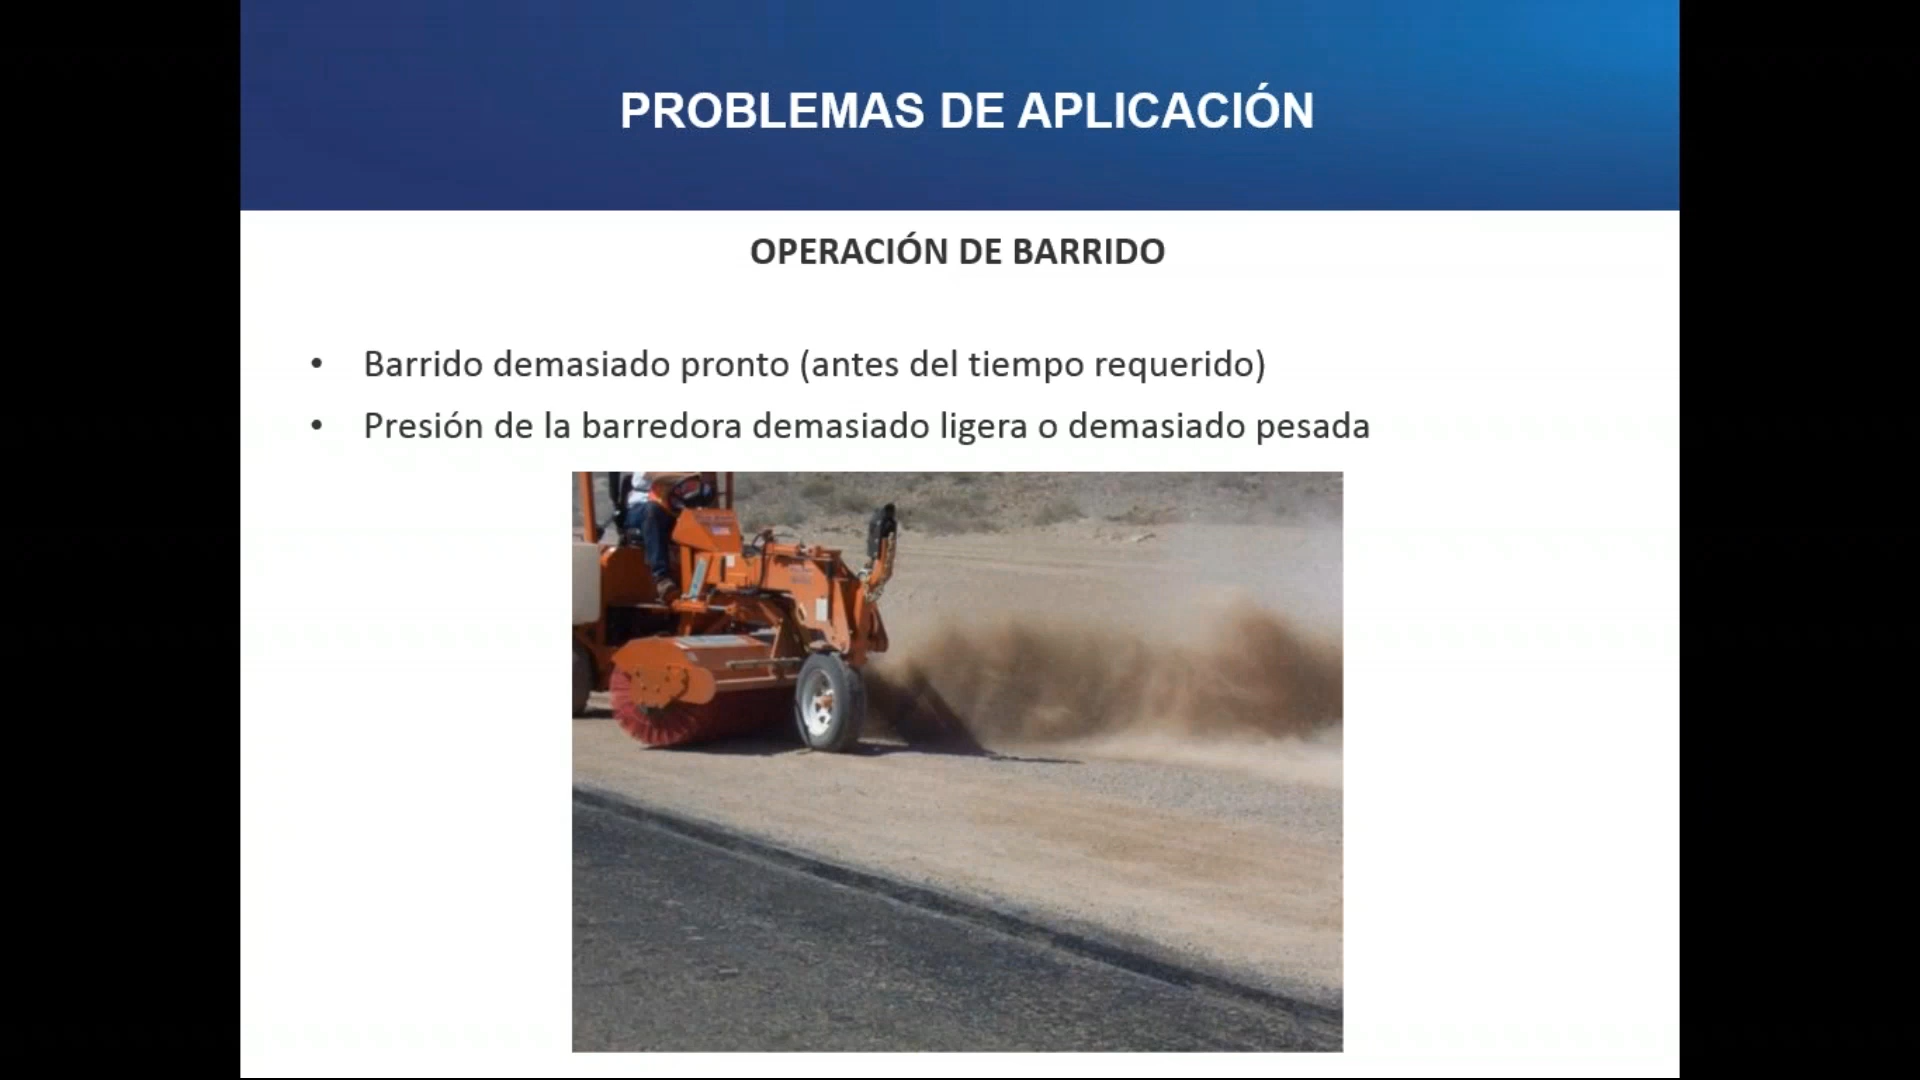 PROBLEMAS DE APLICACIÓN
OPERACIÓN DE BARRIDO
• Barrido demasiado pronto (antes del tiempo requerido)
• Presión de la barredora demasiado ligera o demasiado pesada